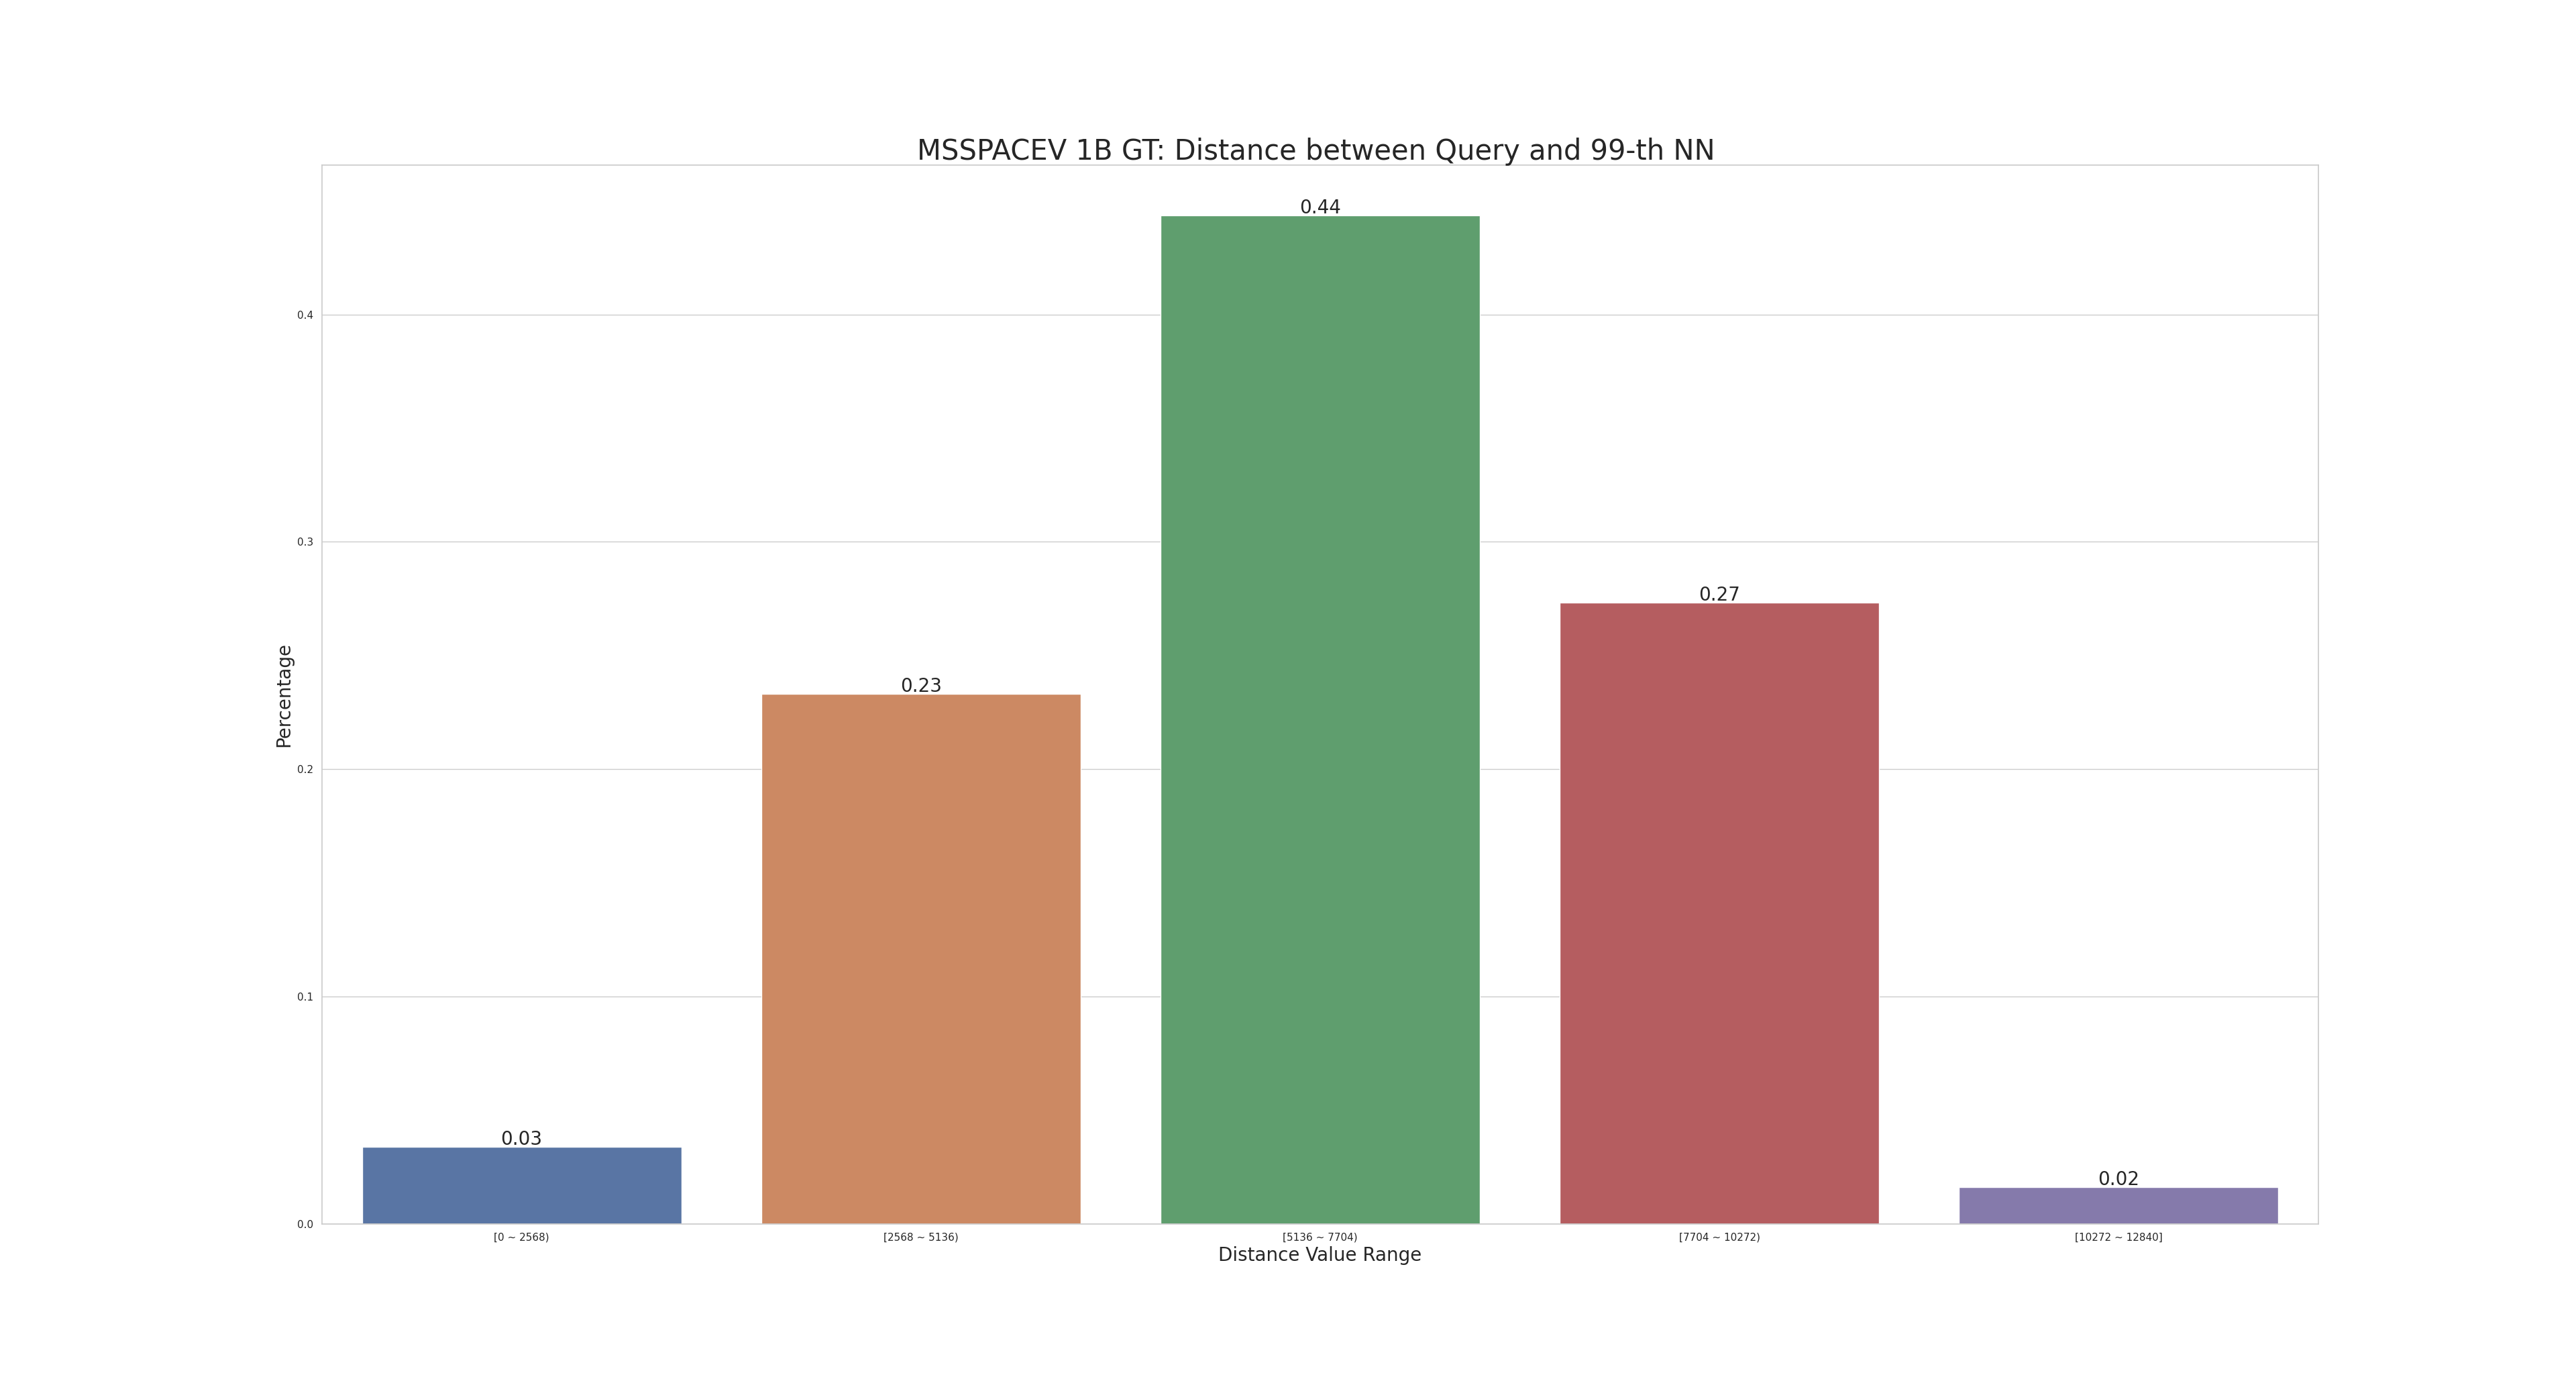 MSSPACEV 1B GT: Distance between Query and 99-th NN
0.44
0.4
0.3
0.27
0.23
Percentage
0.2
0.1
0.03
0.02
0.0
[0 ~ 2568)
[2568 ~ 5136)
[5136 ~ 7704)
[7704 ~ 10272)
[10272 ~ 12840]
Distance Value Range